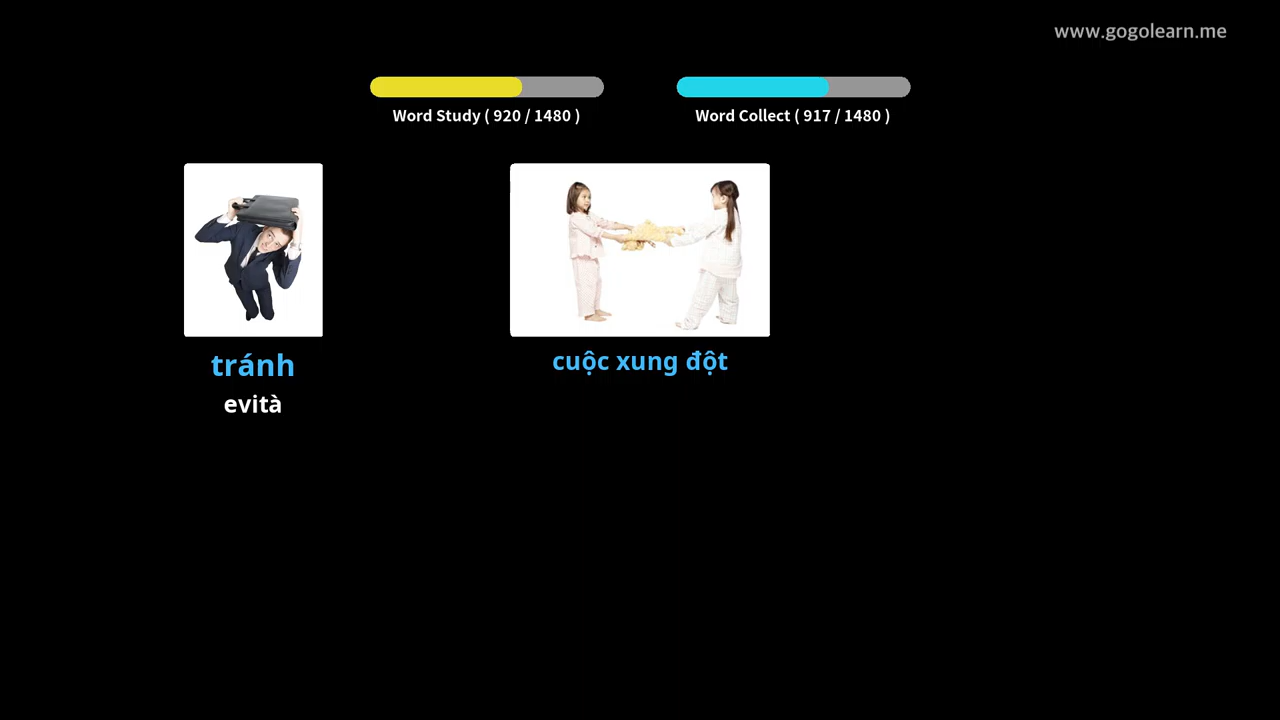 www.gogolearn.me
Word Study ( 920 / 1480 )
Word Collect ( 917 / 1480 )
tránh
evità
cuộc xung đột